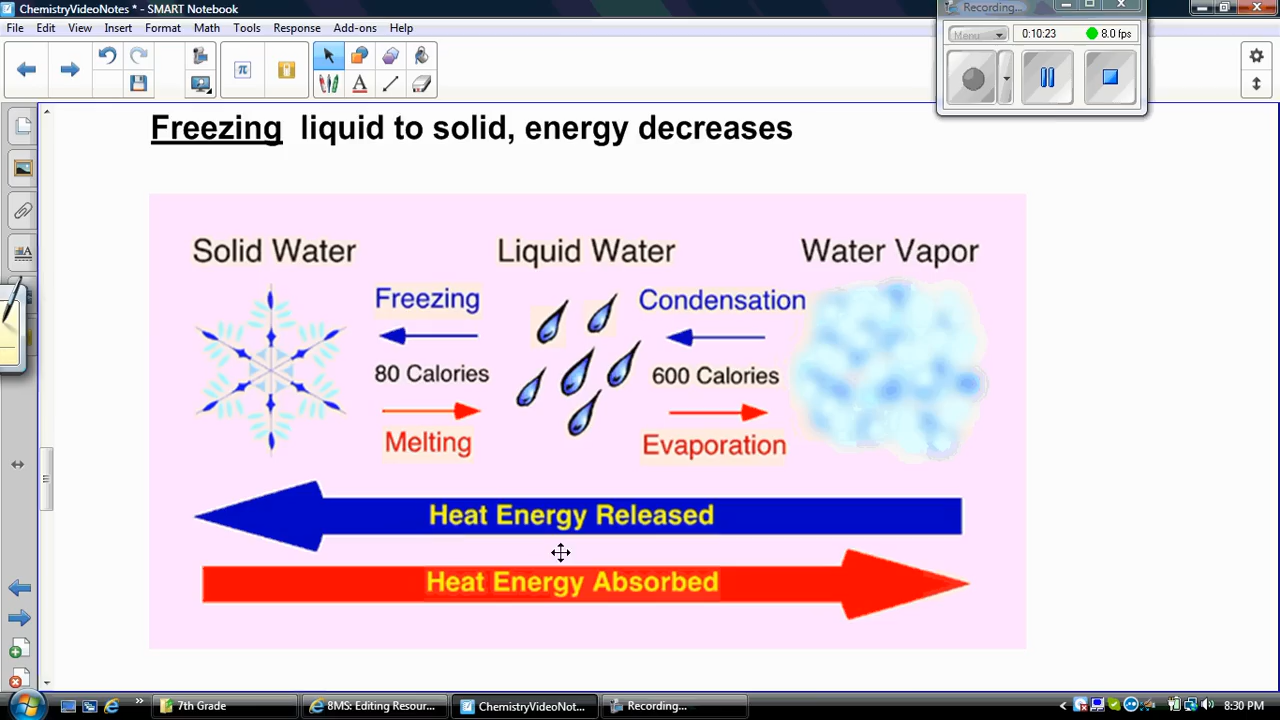 ChemistryVideoNotes * - SMART Notebook
Recording...
File Edit View Insert Format Math Tools Response Add-ons Help
Menu 0:10:23 8.0 fps
Freezing liquid to solid, energy decreases
Solid Water Liquid Water Water Vapor
Freezing Condensation
80 Calories 600 Calories
Melting Evaporation
Heat Energy Released
Heat Energy Absorbed
7th Grade 8MS: Editing Resour... ChemistryVideoNot... Recording... 8:30 PM